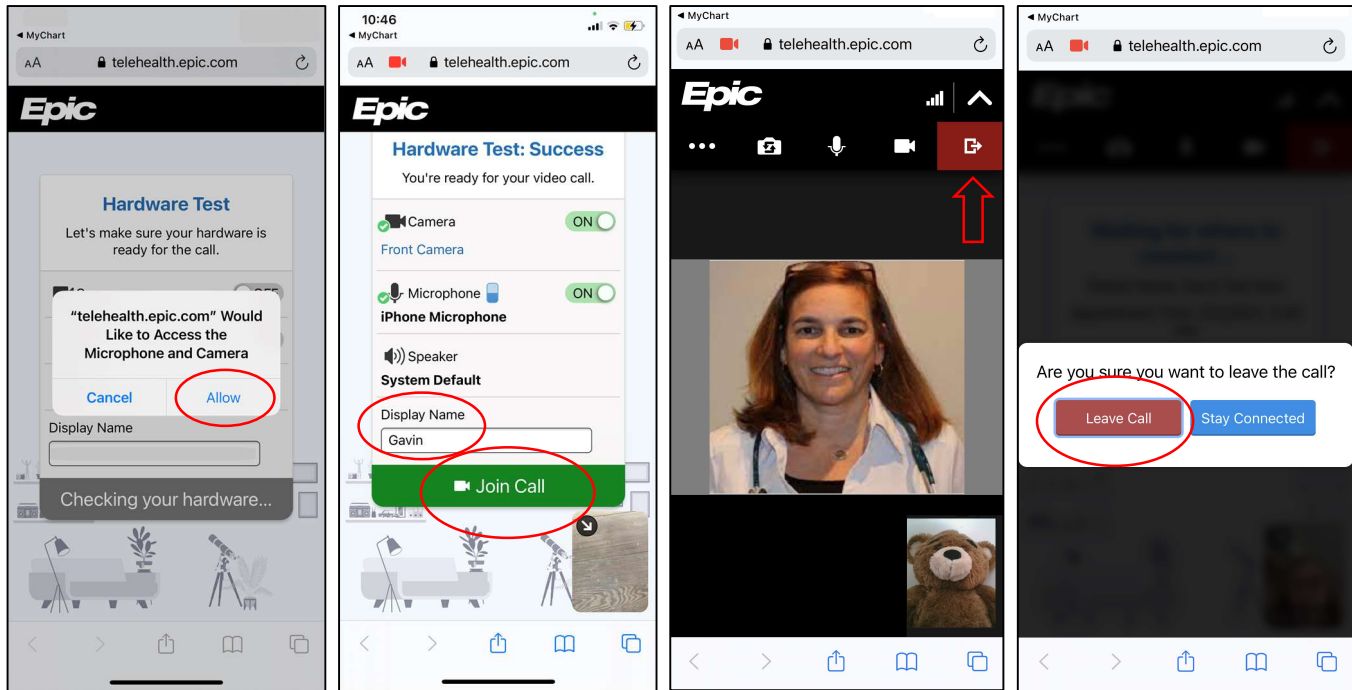 ◀ MyChart
AA telehealth.epic.com
Epic
Hardware Test
Let's make sure your hardware is
ready for the call.
"telehealth.epic.com" Would
Like to Access the
Microphone and Camera
Cancel Allow
Display Name
Checking your hardware...
10:46
◀ MyChart
AA telehealth.epic.com
Epic
Hardware Test: Success
You're ready for your video call.
Camera ON
Front Camera
Microphone ON
iPhone Microphone
Speaker
System Default
Display Name
Gavin
Join Call
◀ MyChart
AA telehealth.epic.com
Epic
◀ MyChart
AA telehealth.epic.com
Are you sure you want to leave the call?
Leave Call Stay Connected